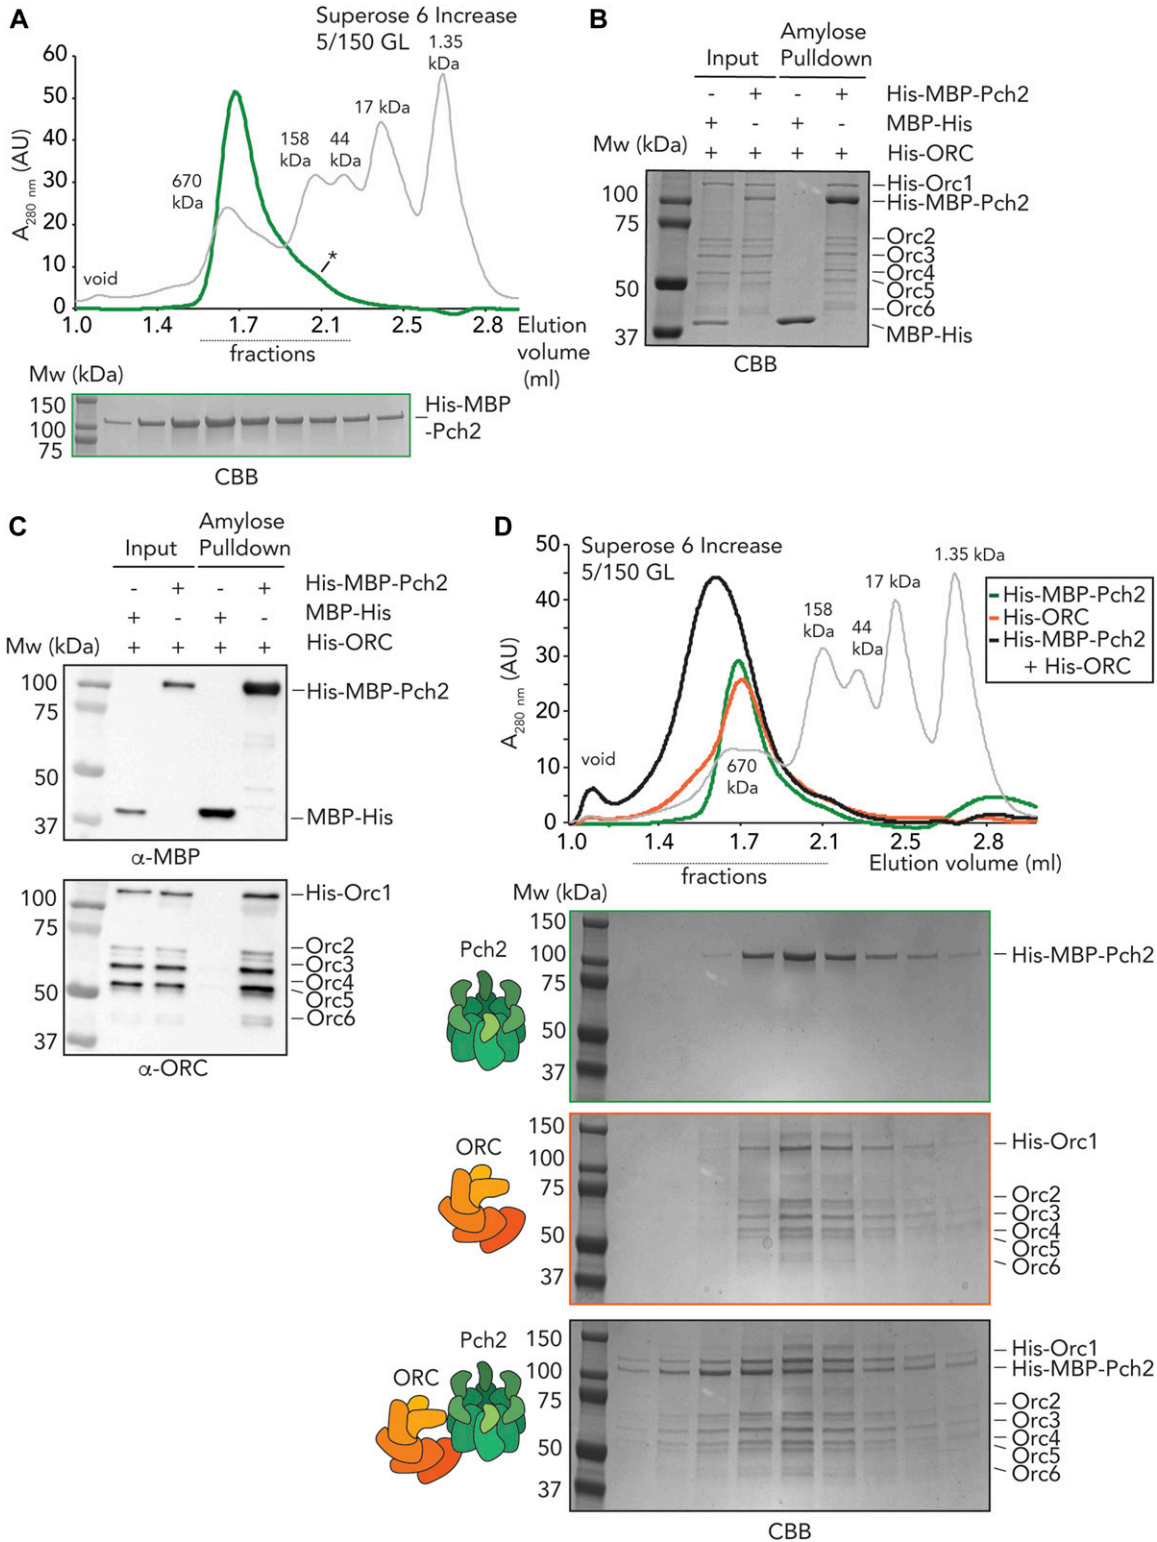 A
Superose 6 Increase
5/150 GL
1.35
kDa
17 kDa
158
kDa
44
kDa
670
kDa
void
*
A280 nm (AU)
60
50
40
30
20
10
0
1.0
1.4
1.7
2.1
2.5
2.8
Elution
volume
(ml)
fractions
Mw (kDa)
150
100
75
His-MBP
-Pch2
CBB
B
Input
Amylose
Pulldown
- + - + His-MBP-Pch2
+ - + - MBP-His
+ + + + His-ORC
Mw (kDa)
100
75
50
37
His-Orc1
His-MBP-Pch2
Orc2
Orc3
Orc4
Orc5
Orc6
MBP-His
CBB
C
Input
Amylose
Pulldown
- + - + His-MBP-Pch2
+ - + - MBP-His
Mw (kDa) + + + + His-ORC
100
75
50
37
His-MBP-Pch2
MBP-His
α-MBP
100
75
50
37
His-Orc1
Orc2
Orc3
Orc4
Orc5
Orc6
α-ORC
D
Superose 6 Increase
5/150 GL
1.35 kDa
17 kDa
158
kDa
44
kDa
670
kDa
void
His-MBP-Pch2
His-ORC
His-MBP-Pch2
+ His-ORC
A280 nm (AU)
50
40
30
20
10
0
1.0
1.4
1.7
2.1
2.5
2.8
Elution volume (ml)
fractions
Mw (kDa)
Pch2
150
100
75
50
37
His-MBP-Pch2
ORC
150
100
75
50
37
His-Orc1
Orc2
Orc3
Orc4
Orc5
Orc6
Pch2
ORC
150
100
75
50
37
His-Orc1
His-MBP-Pch2
Orc2
Orc3
Orc4
Orc5
Orc6
CBB